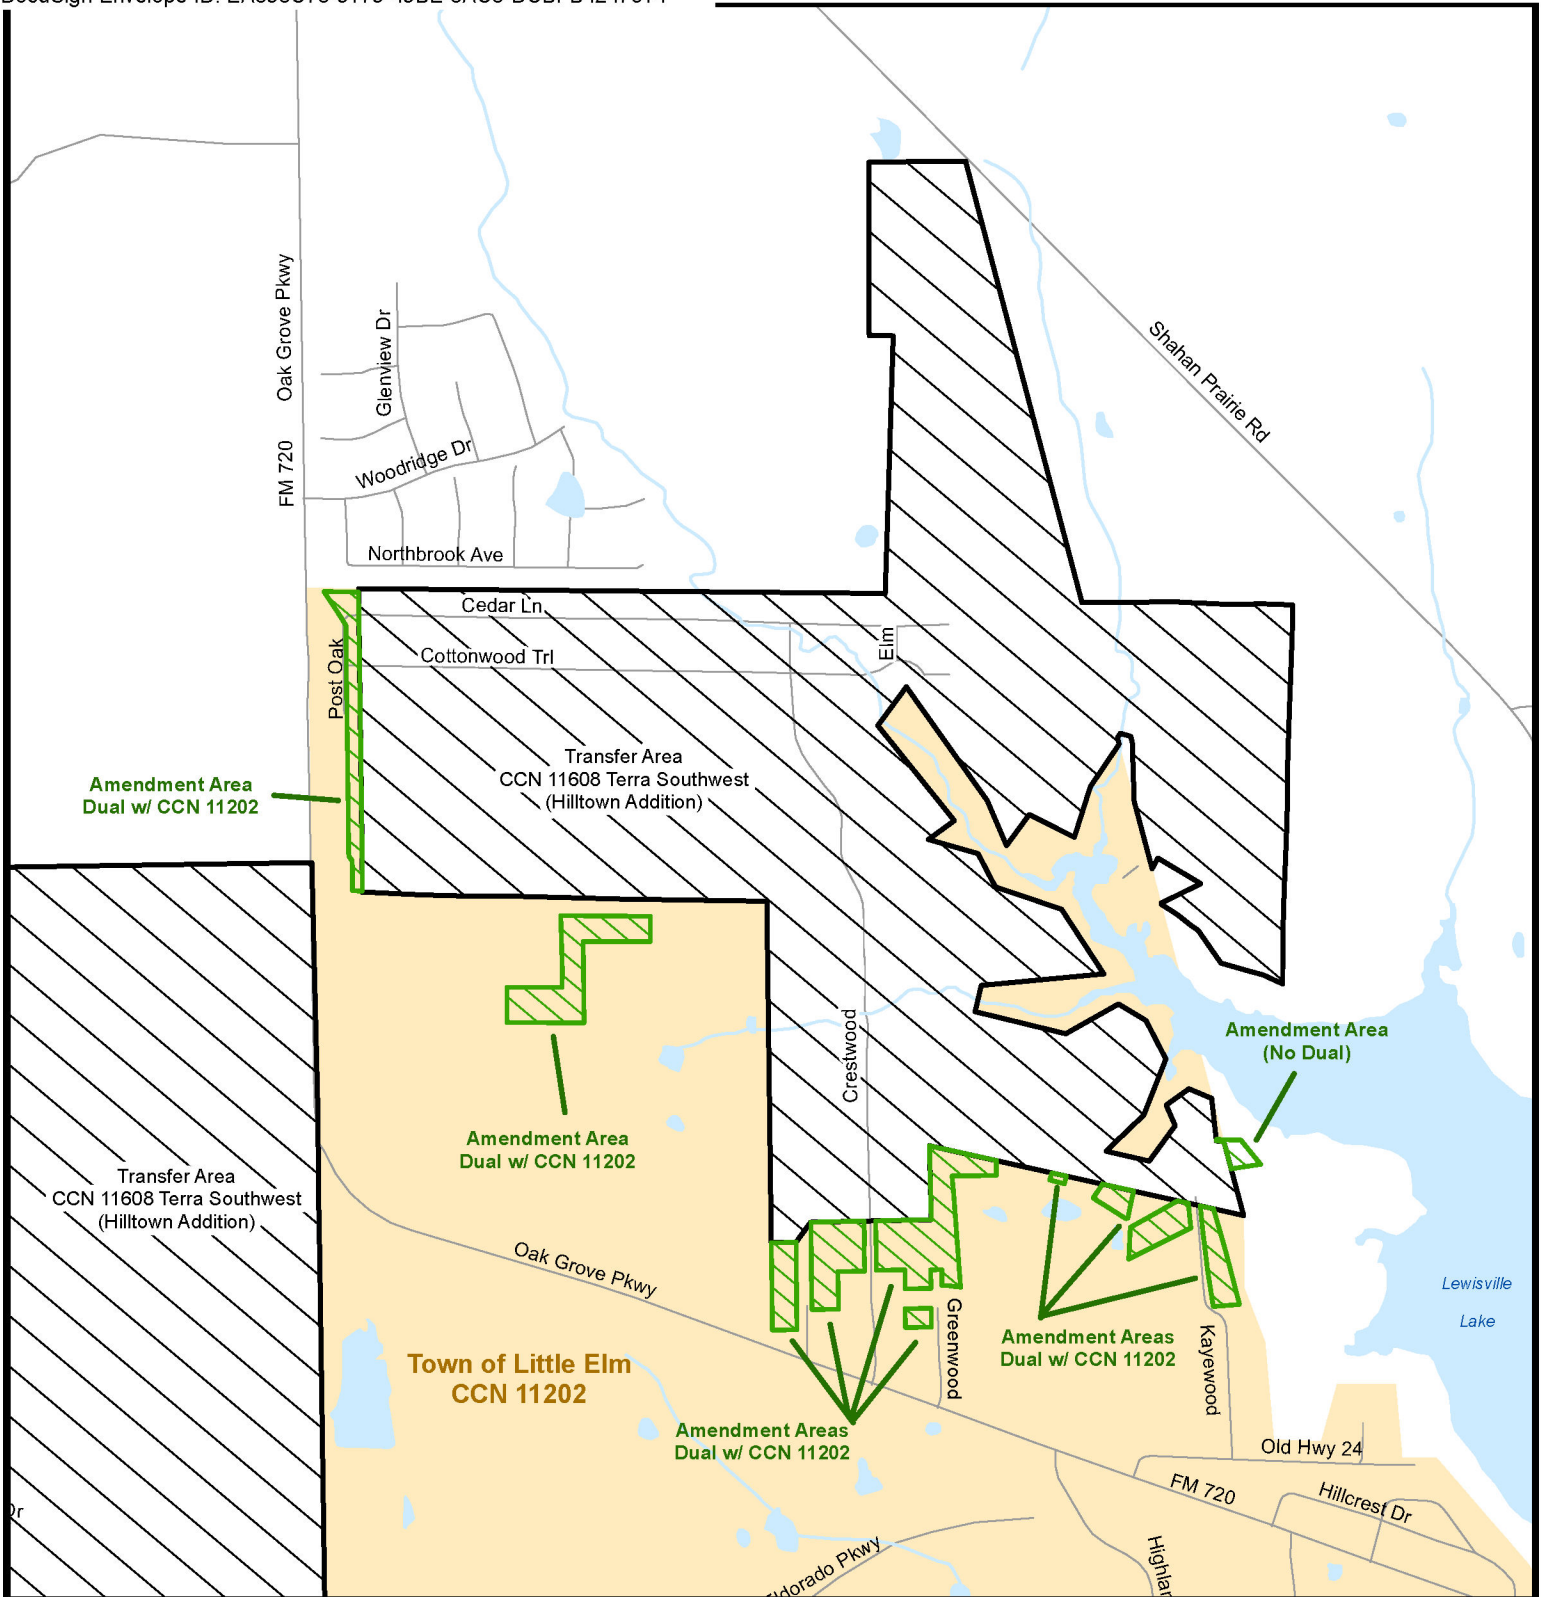 Oak Grove Pkwy
FM 720
Glenview Dr
Woodridge Dr
Northbrook Ave
Shahan Prairie Rd
Cedar Ln
Cottonwood Trl
Elm
Post Oak
Transfer Area
CCN 11608 Terra Southwest
(Hilltown Addition)
Amendment Area
Dual w/ CCN 11202
Crestwood
Amendment Area
(No Dual)
Amendment Area
Dual w/ CCN 11202
Transfer Area
CCN 11608 Terra Southwest
(Hilltown Addition)
Oak Grove Pkwy
Greenwood
Kayewood
Amendment Areas
Dual w/ CCN 11202
Lewisville
Lake
Town of Little Elm
CCN 11202
Amendment Areas
Dual w/ CCN 11202
Old Hwy 24
FM 720
Hillcrest Dr
Dr